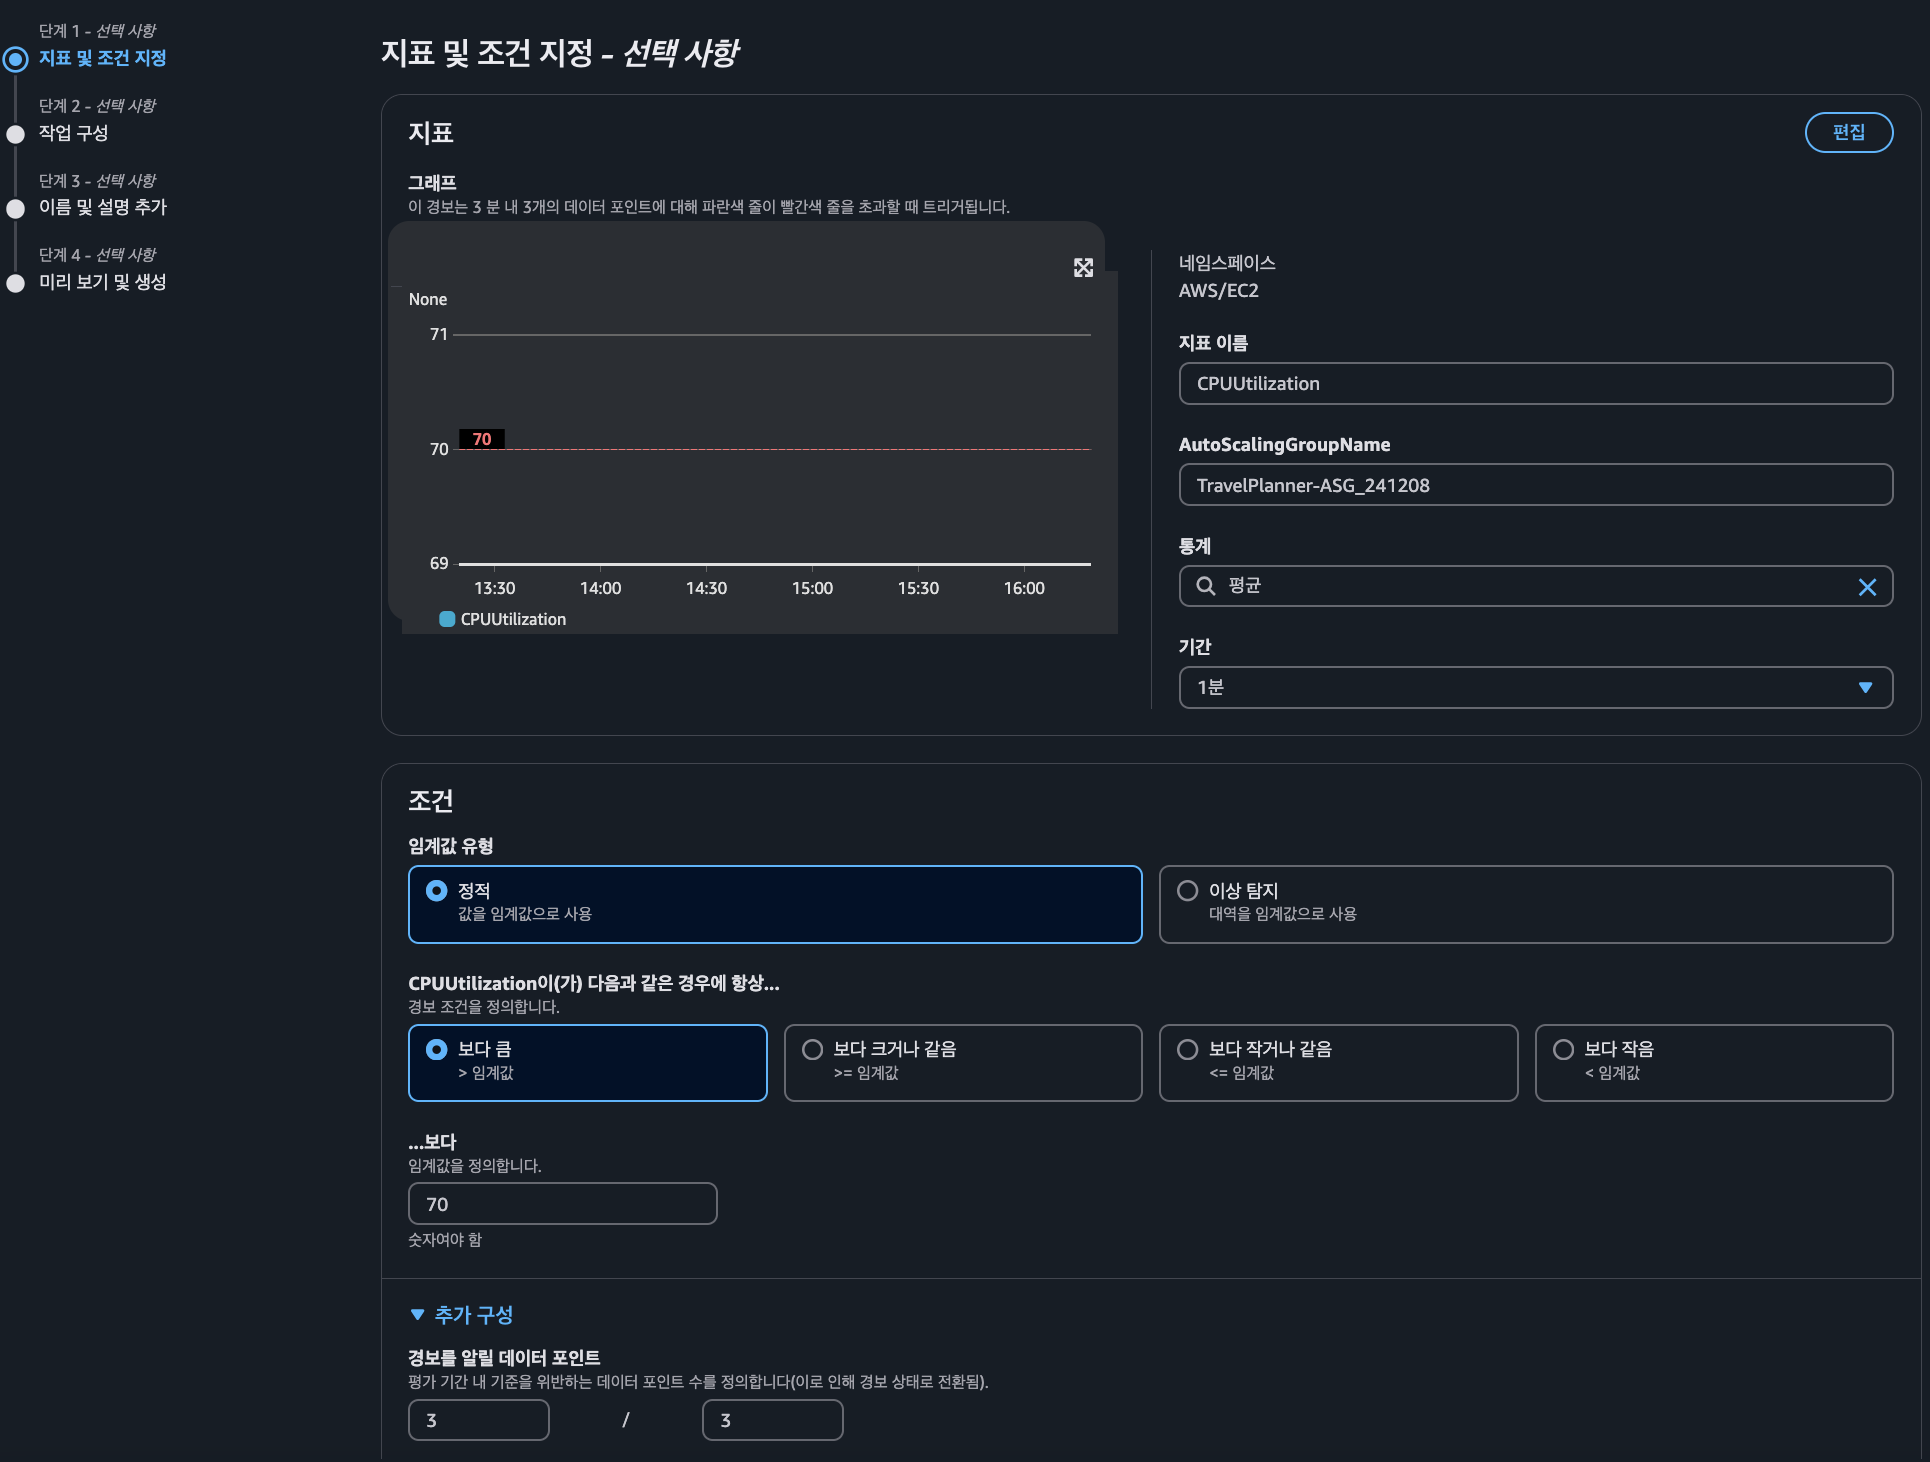 단계 1 - 선택 사항
지표 및 조건 지정
단계 2 - 선택 사항
작업 구성
단계 3 - 선택 사항
이름 및 설명 추가
단계 4 - 선택 사항
미리 보기 및 생성
지표 및 조건 지정 - 선택 사항
지표
편집
그래프
이 경보는 3 분 내 3개의 데이터 포인트에 대해 파란색 줄이 빨간색 줄을 초과할 때 트리거됩니다.
None
71
70
70
69
13:30 14:00 14:30 15:00 15:30 16:00
CPUUtilization
네임스페이스
AWS/EC2
지표 이름
CPUUtilization
AutoScalingGroupName
TravelPlanner-ASG_241208
통계
평균
기간
1분
조건
임계값 유형
정적
값을 임계값으로 사용
이상 탐지
대역을 임계값으로 사용
CPUUtilization이(가) 다음과 같은 경우에 항상...
경보 조건을 정의합니다.
보다 큼
> 임계값
보다 크거나 같음
>= 임계값
보다 작거나 같음
<= 임계값
보다 작음
< 임계값
...보다
임계값을 정의합니다.
70
숫자여야 함
추가 구성
경보를 알릴 데이터 포인트
평가 기간 내 기준을 위반하는 데이터 포인트 수를 정의합니다(이로 인해 경보 상태로 전환됨).
3 / 3